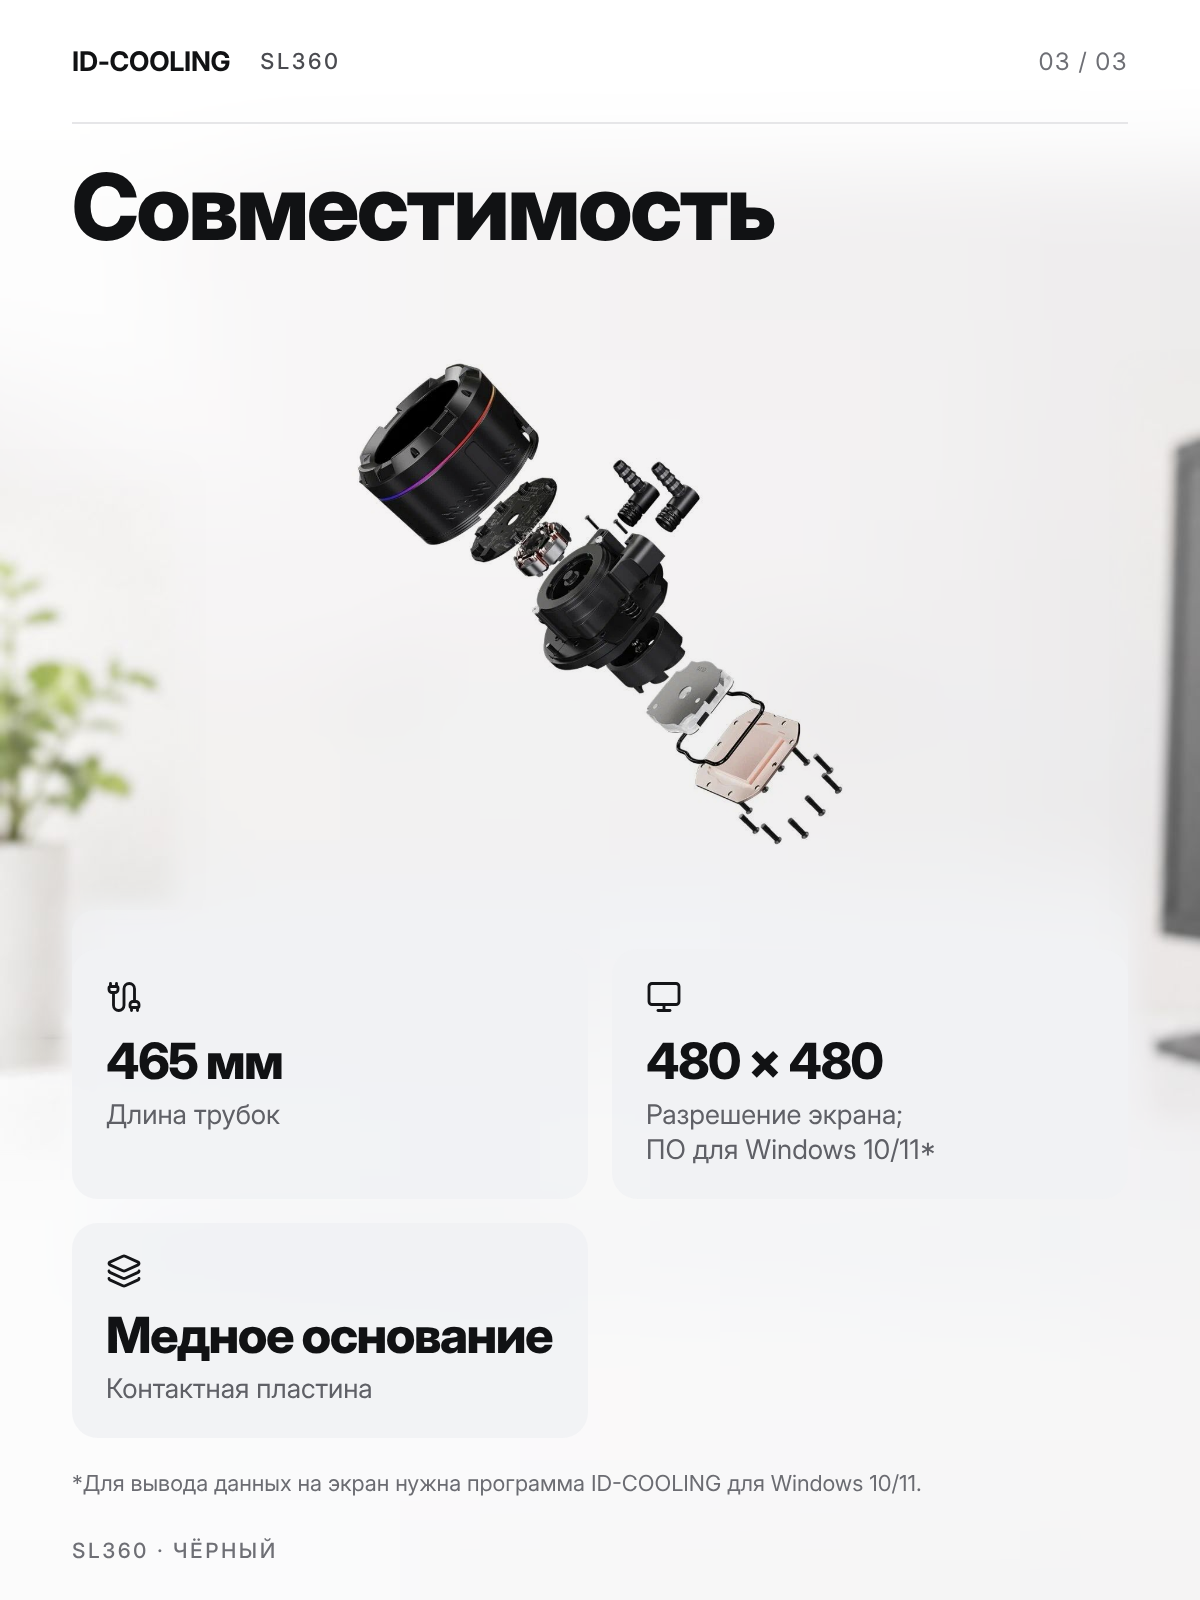 ID-COOLING SL360 03 / 03
Совместимость
465 мм
Длина трубок
480 × 480
Разрешение экрана;
ПО для Windows 10/11*
Медное основание
Контактная пластина
*Для вывода данных на экран нужна программа ID-COOLING для Windows 10/11.
SL360 · ЧЁРНЫЙ